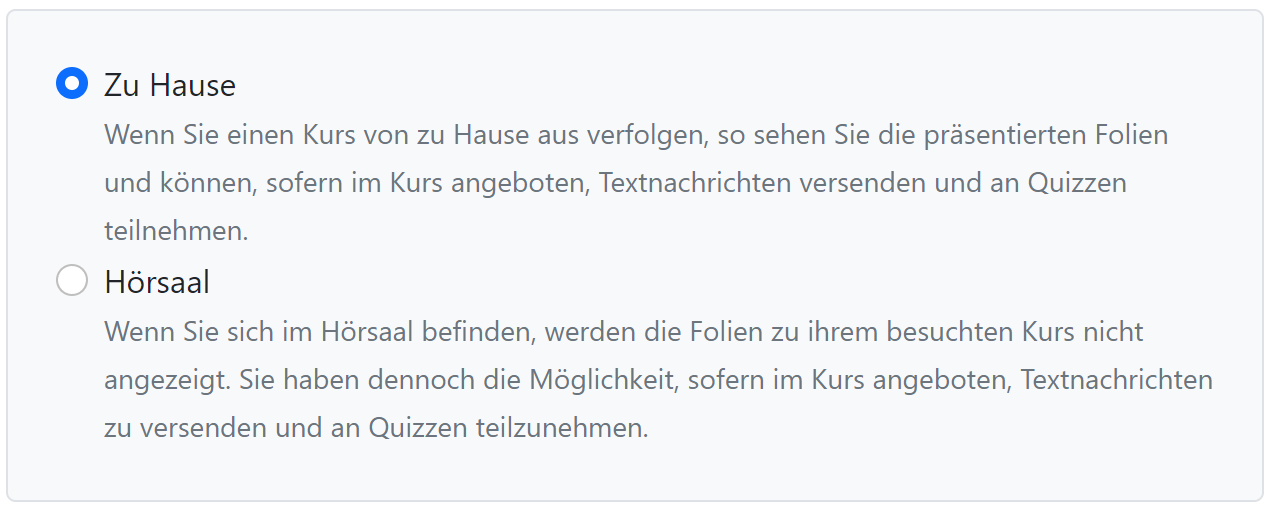 Zu Hause
Wenn Sie einen Kurs von zu Hause aus verfolgen, so sehen Sie die präsentierten Folien
und können, sofern im Kurs angeboten, Textnachrichten versenden und an Quizzen
teilnehmen.
Hörsaal
Wenn Sie sich im Hörsaal befinden, werden die Folien zu ihrem besuchten Kurs nicht
angezeigt. Sie haben dennoch die Möglichkeit, sofern im Kurs angeboten, Textnachrichten
zu versenden und an Quizzen teilzunehmen.